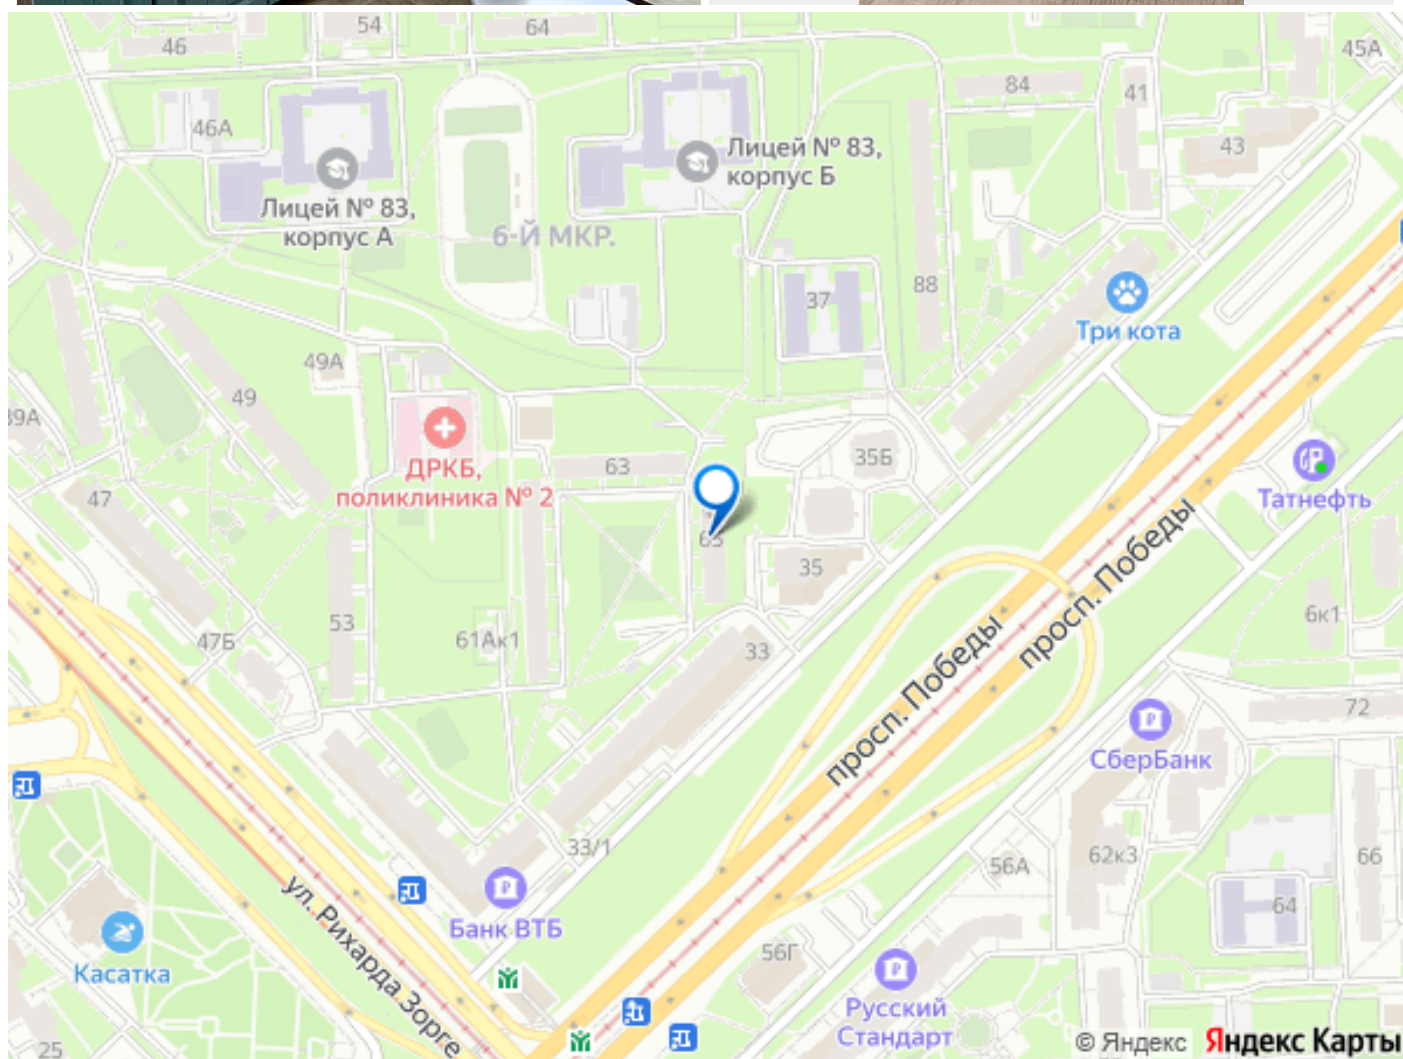 54
64
46
45А
84
41
46А
43
Лицей № 83,
корпус Б
Лицей № 83,
корпус А
6-Й МКР.
88
37
Три кота
49А
49
39А
ДРКБ,
поликлиника № 2
63
35Б
47
Татнефть
65
35
просп. Победы
просп. Победы
6к1
53
61Ак1
47Б
33
72
СберБанк
33/1
62к3
56А
66
ул. Рихарда Зорге
Банк ВТБ
64
Касатка
56Г
Русский
Стандарт
25
© Яндекс Яндекс Карты